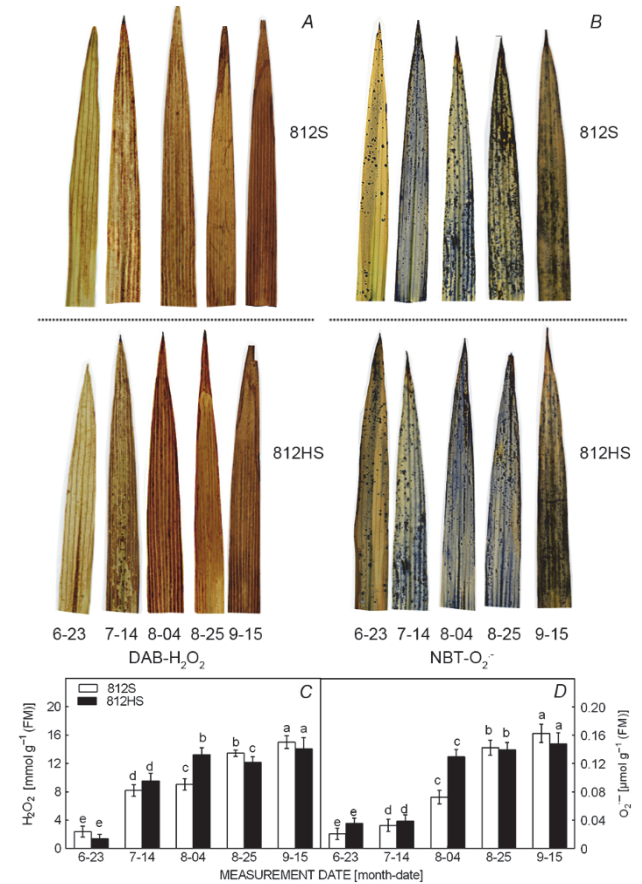 A
B
812S
812S
812HS
812HS
6-23 7-14 8-04 8-25 9-15
6-23 7-14 8-04 8-25 9-15
DAB-H₂O₂
NBT-O₂·-
C
D
812S
812HS
20
16
12
8
4
0
H₂O₂ [mmol g⁻¹ (FM)]
e e d d c b b c a a
e e d d c c b b a a
0.20
0.16
0.12
0.08
0.04
0.00
O₂·- [μmol g⁻¹ (FM)]
6-23 7-14 8-04 8-25 9-15
6-23 7-14 8-04 8-25 9-15
MEASUREMENT DATE [month-date]